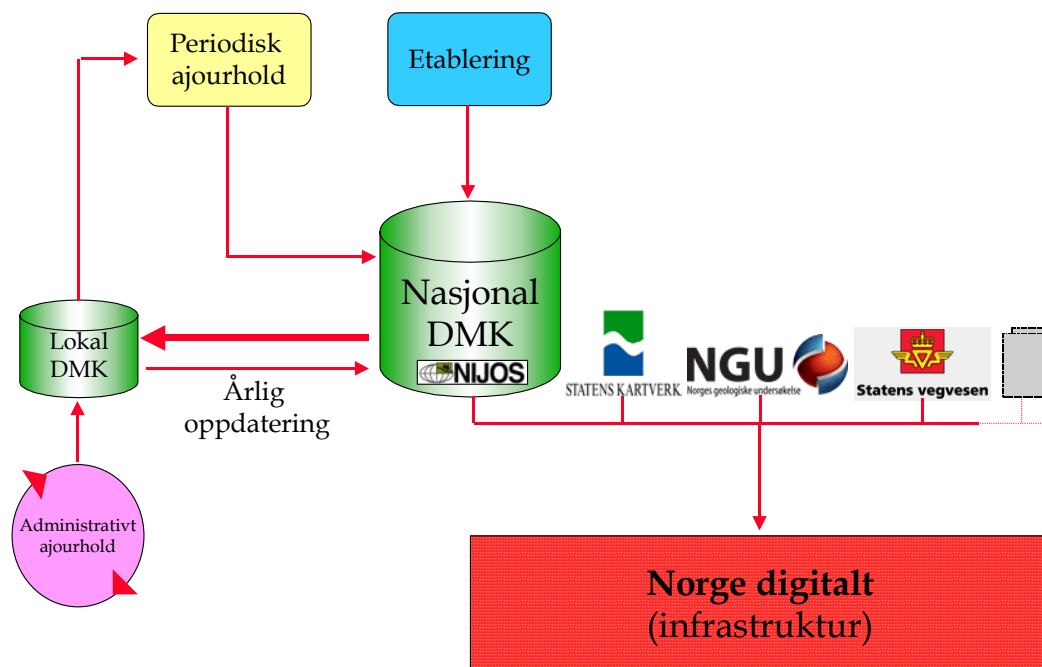 Periodisk
ajourhold
Etablering
Nasjonal
DMK
NIJOS
Lokal
DMK
Årlig
oppdatering
Administrativt
ajourhold
STATENS KARTVERK
NGU
Norges geologiske undersøkelse
Statens vegvesen
Norge digitalt
(infrastruktur)